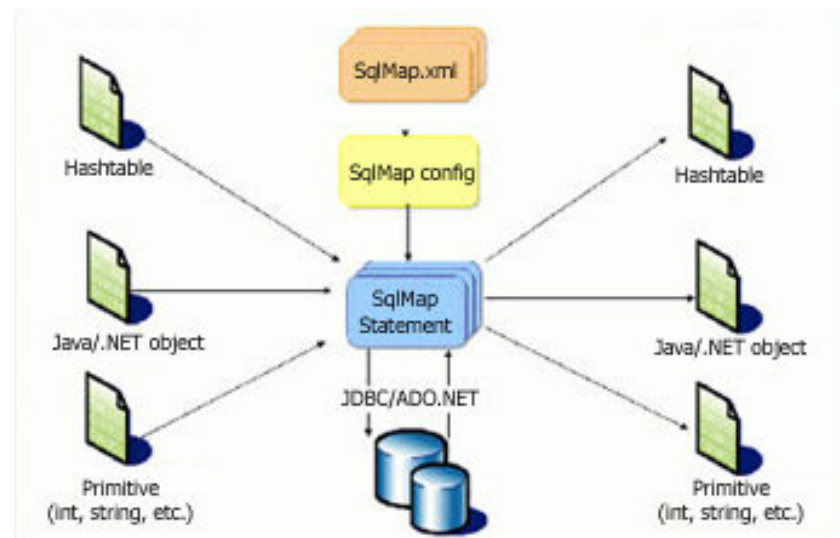 SqlMap.xml
Hashtable
SqlMap config
Hashtable
SqlMap
Statement
Java/.NET object
Java/.NET object
JDBC/ADO.NET
Primitive
(int, string, etc.)
Primitive
(int, string, etc.)